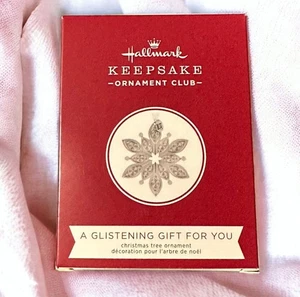 Hallmark
KEEPSAKE
—ORNAMENT CLUB—
A GLISTENING GIFT FOR YOU
christmas tree ornament
décoration pour l'arbre de noël